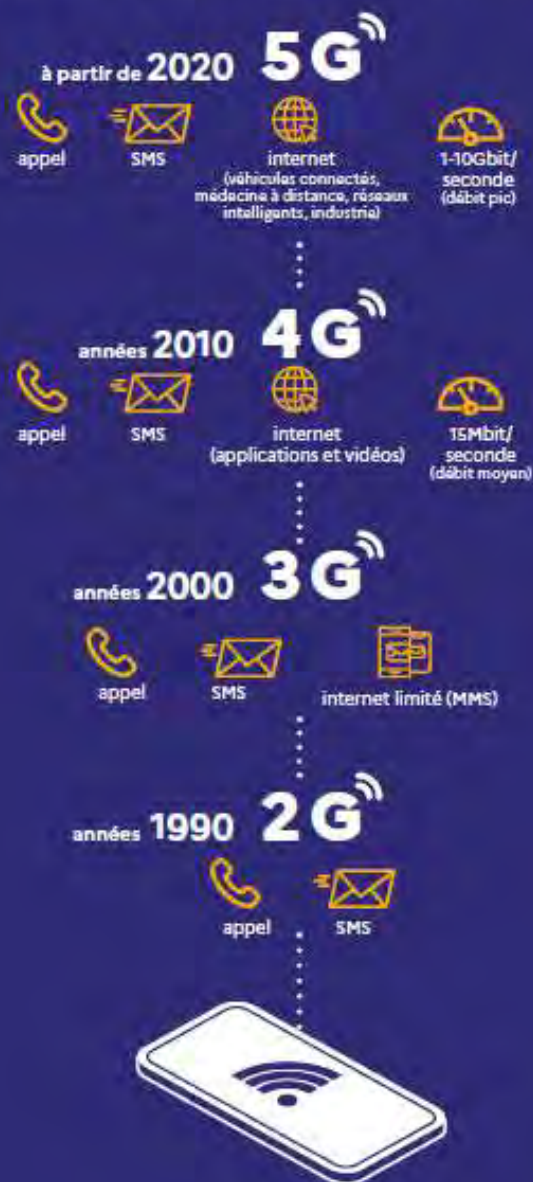 à partir de 2020 5G
appel
SMS
internet
(véhicules connectés,
médecine à distance, réseaux
intelligents, industrie)
1-10Gbit/
seconde
(débit pic)
années 2010 4G
appel
SMS
internet
(applications et vidéos)
15Mbit/
seconde
(débit moyen)
années 2000 3G
appel
SMS
internet limité (MMS)
années 1990 2G
appel
SMS